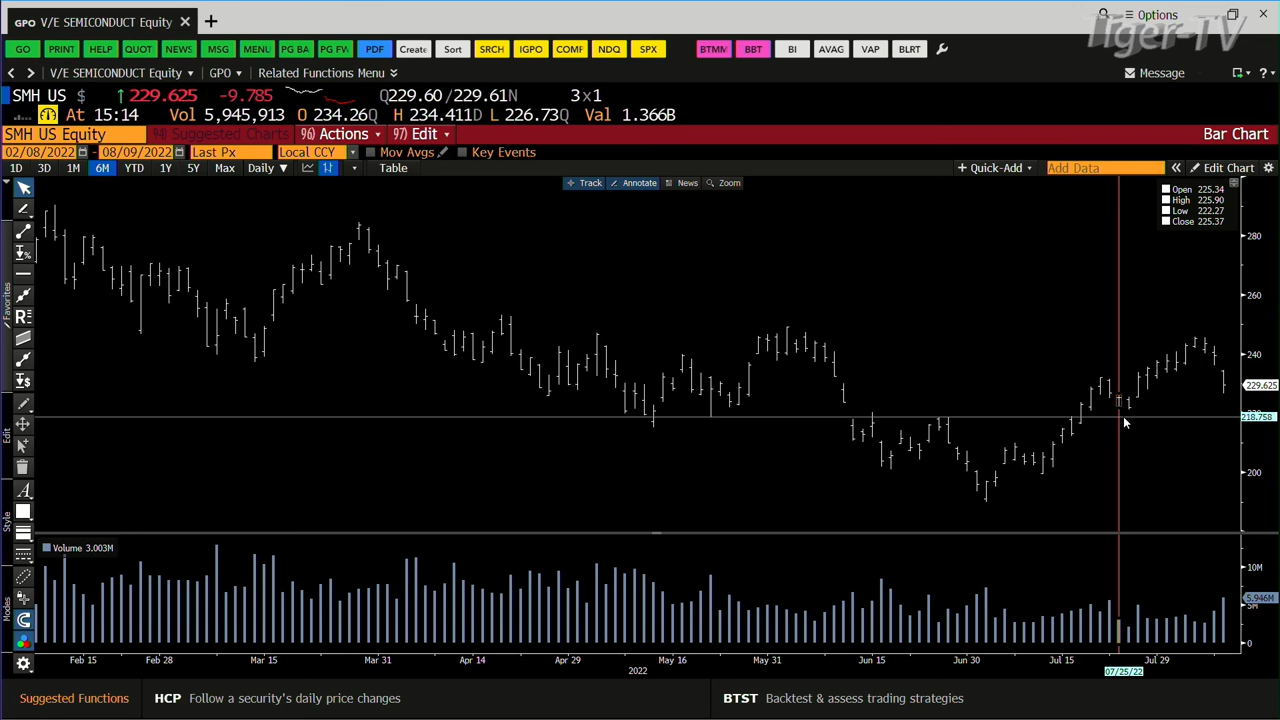 GPO V/E SEMICONDUCT Equity
Options
Tiger-TV
GO PRINT HELP QUOT NEWS MSG MENU PG BA PG FW PDF Create Sort SRCH IGPO COMF NDQ SPX BTMM BBT BI AVAG VAP BLRT
V/E SEMICONDUCT Equity GPO Related Functions Menu Message ?
SMH US $ ↑229.625 -9.785 Q229.60/229.61N 3x1
At 15:14 Vol 5,945,913 O 234.26Q H 234.411D L 226.73Q Val 1.366B
SMH US Equity 94) Suggested Charts 96) Actions 97) Edit Bar Chart
02/08/2022 - 08/09/2022 Last Px Local CCY Mov Avgs Key Events
1D 3D 1M 6M YTD 1Y 5Y Max Daily Table + Quick-Add Add Data Edit Chart
Track Annotate News Zoom
Open 225.34
High 225.90
Low 222.27
Close 225.37
280
260
240
229.625
218.758
200
Favorites
Edit
Style
Modes
Volume 3.003M
10M
5.946M
5M
0
Feb 15 Feb 28 Mar 15 Mar 31 Apr 14 Apr 29 May 16 May 31 Jun 15 Jun 30 Jul 15 Jul 29
2022
07/25/22
Suggested Functions HCP Follow a security's daily price changes BTST Backtest & assess trading strategies